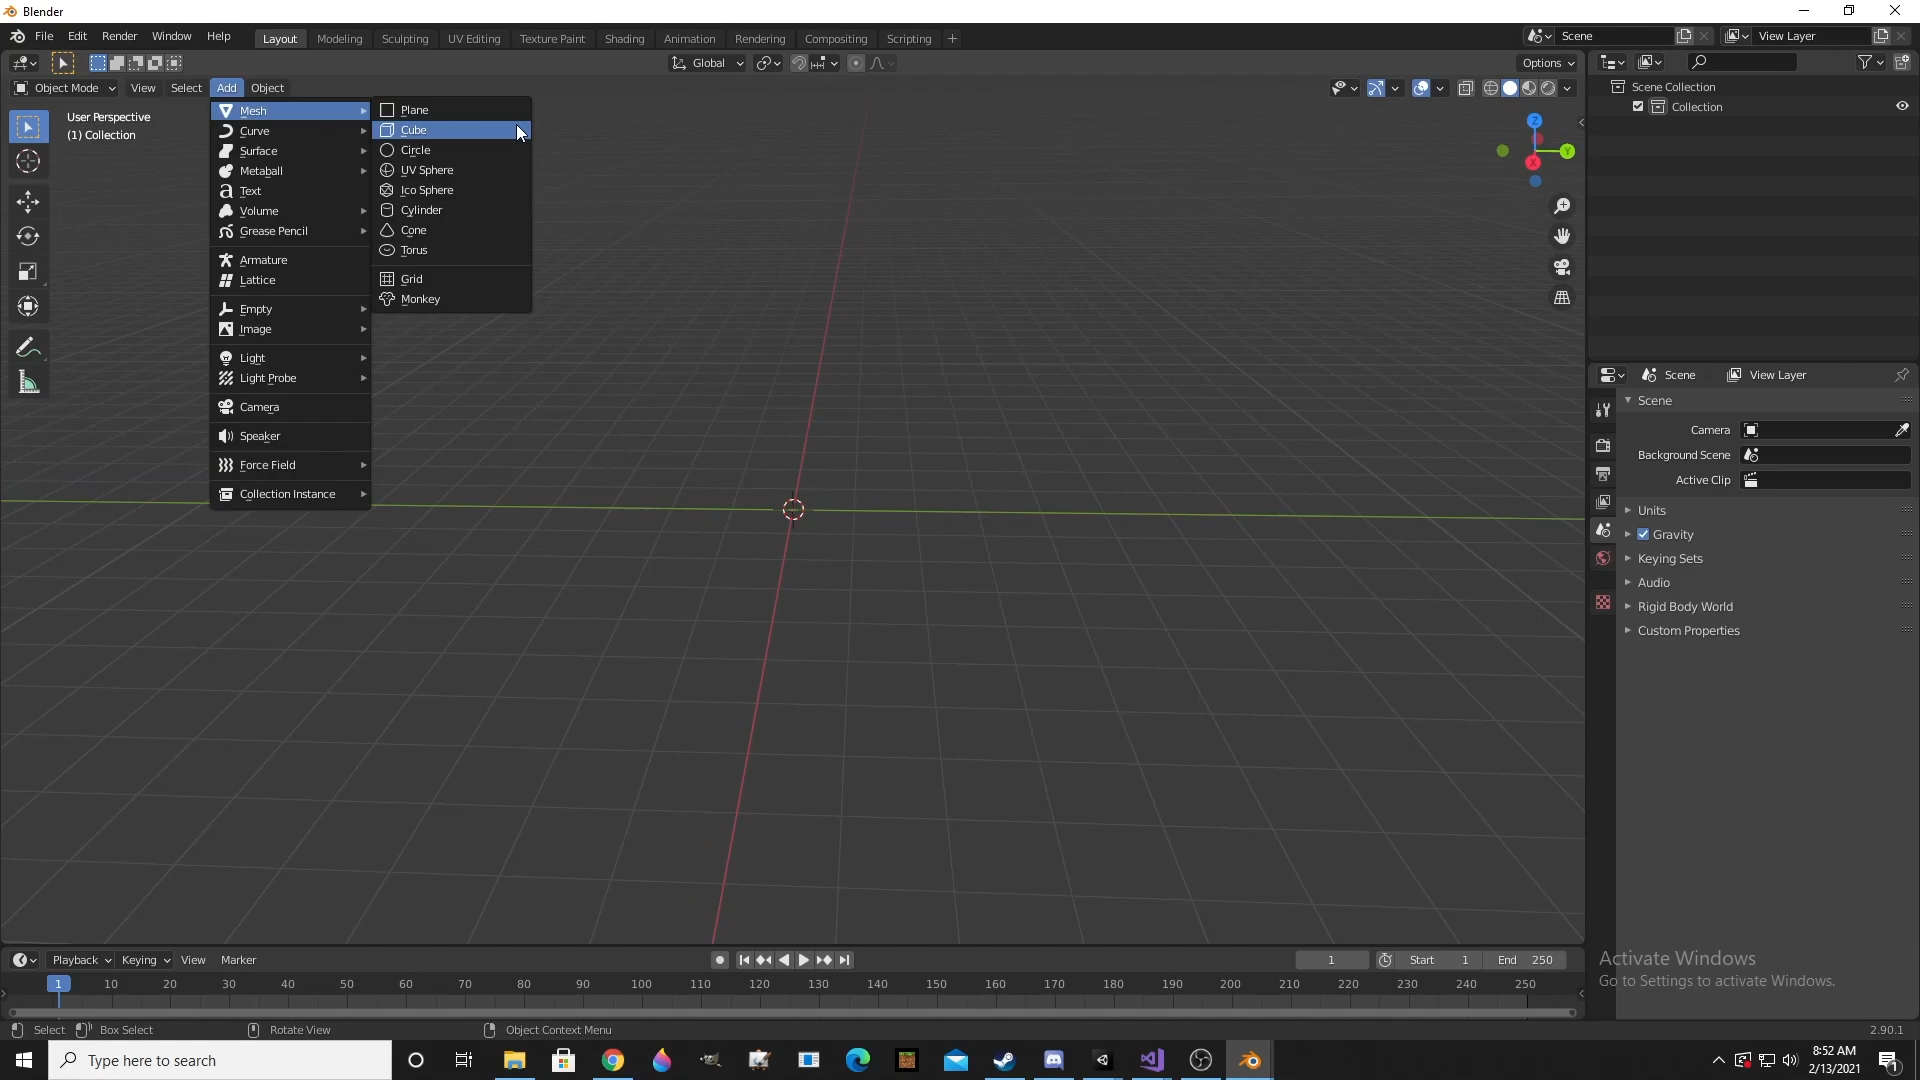 Blender
File Edit Render Window Help Layout Modeling Sculpting UV Editing Texture Paint Shading Animation Rendering Compositing Scripting + Scene View Layer
Global Options
Object Mode View Select Add Object
User Perspective
(1) Collection
Mesh
Curve
Surface
Metaball
Text
Volume
Grease Pencil
Armature
Lattice
Empty
Image
Light
Light Probe
Camera
Speaker
Force Field
Collection Instance
Plane
Cube
Circle
UV Sphere
Ico Sphere
Cylinder
Cone
Torus
Grid
Monkey
Z
Y
X
Scene Collection
Collection
Scene View Layer
Scene
Camera
Background Scene
Active Clip
Units
Gravity
Keying Sets
Audio
Rigid Body World
Custom Properties
Activate Windows
Go to Settings to activate Windows.
Playback Keying View Marker 1 Start 1 End 250
1 10 20 30 40 50 60 70 80 90 100 110 120 130 140 150 160 170 180 190 200 210 220 230 240 250
Select Box Select Rotate View Object Context Menu 2.90.1
Type here to search
8:52 AM
2/13/2021
1